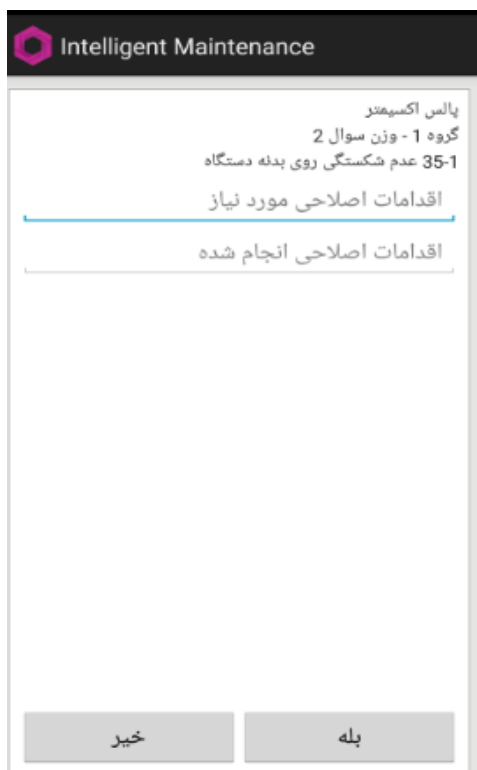 Intelligent Maintenance
پالس اکسیمتر
گروه 1 - وزن سوال 2
35-1 عدم شکستگی روی بدنه دستگاه
اقدامات اصلاحی مورد نیاز
اقدامات اصلاحی انجام شده
بله
خیر